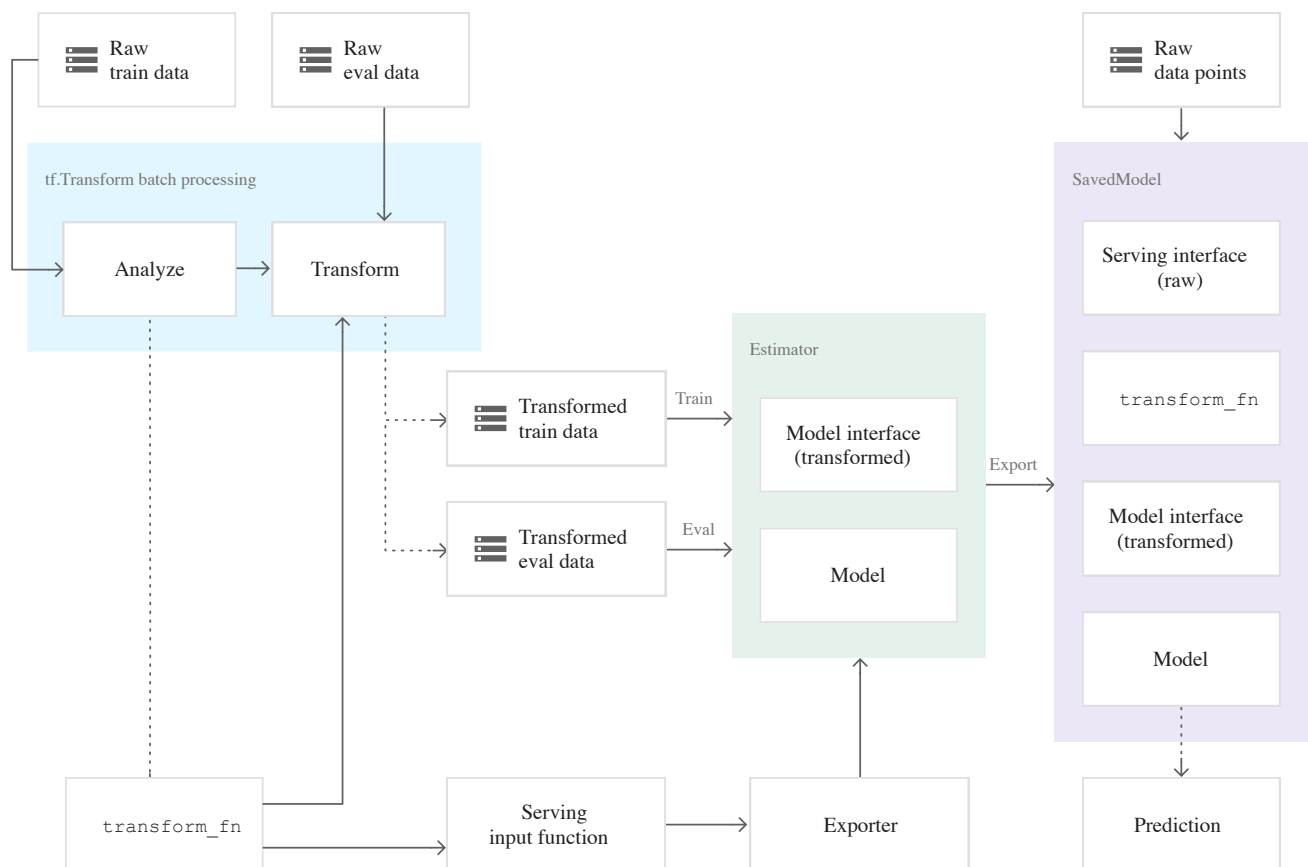 Raw
train data
Raw
eval data
Raw
data points
tf.Transform batch processing
Analyze
Transform
SavedModel
Serving interface
(raw)
transform_fn
Model interface
(transformed)
Model
Estimator
Model interface
(transformed)
Model
Transformed
train data
Train
Transformed
eval data
Eval
Export
transform_fn
Serving
input function
Exporter
Prediction